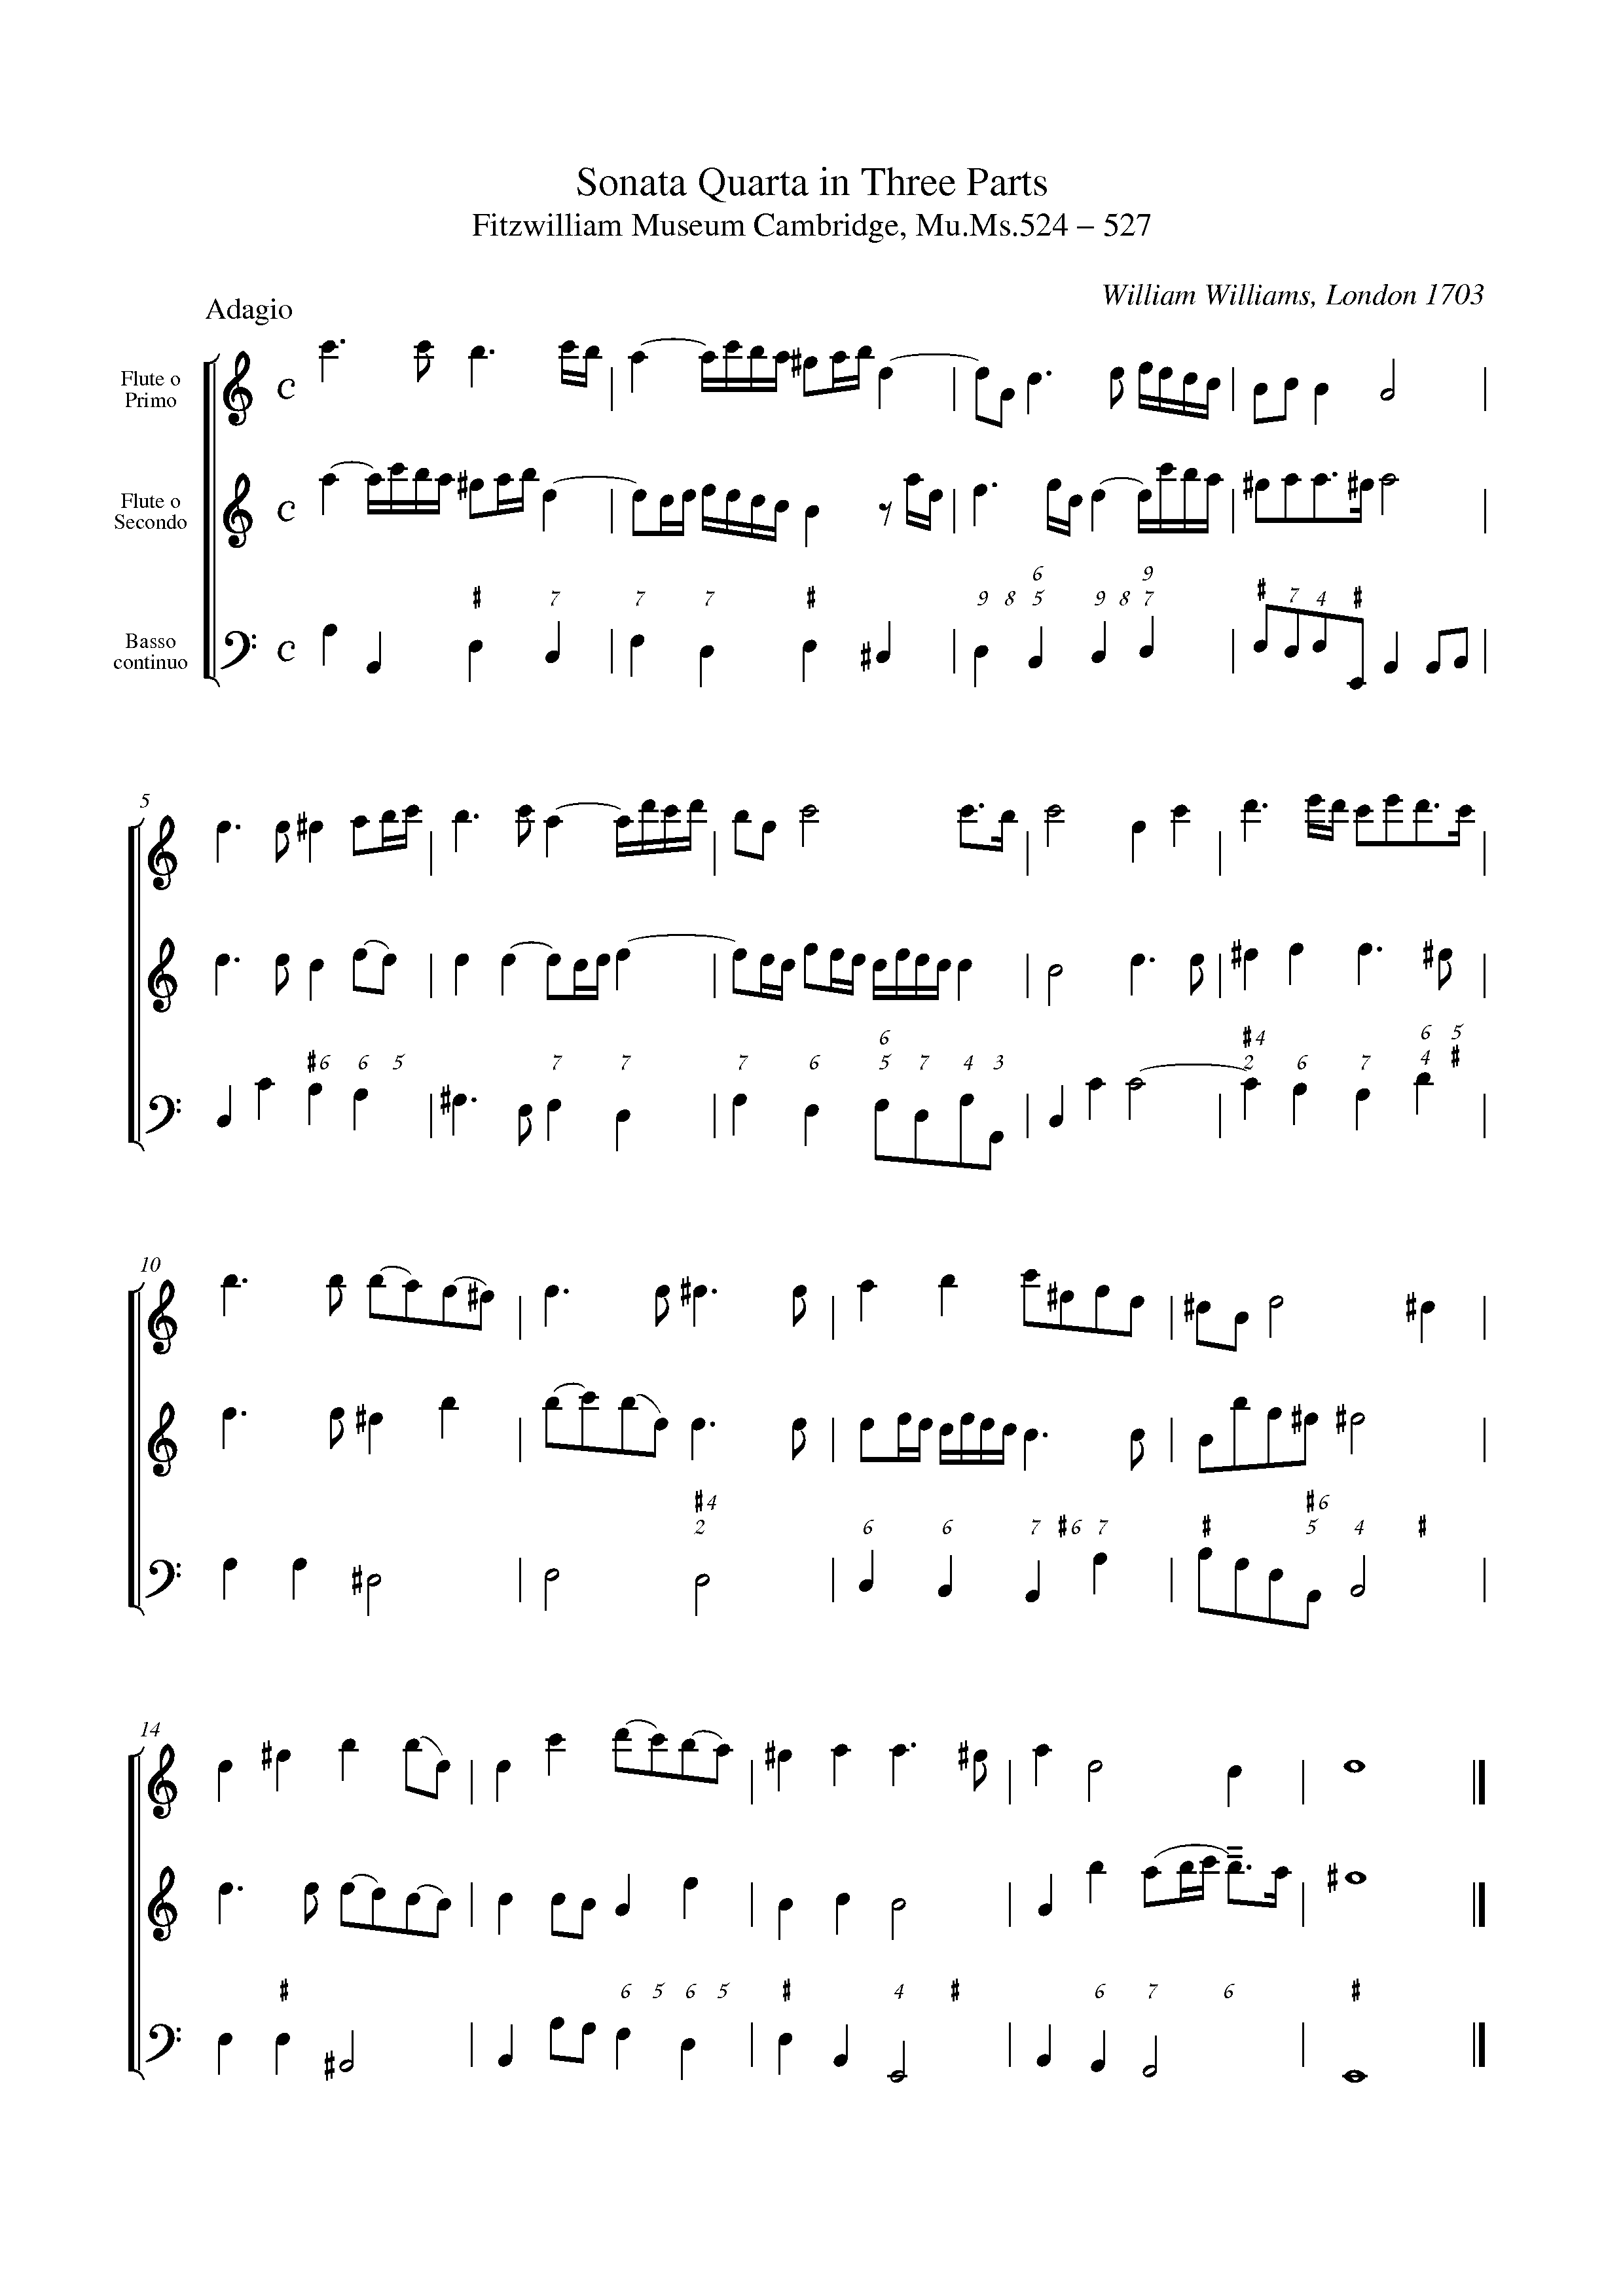 Sonata Quarta in Three Parts
Fitzwilliam Museum Cambridge, Mu.Ms.524 – 527
William Williams, London 1703
Adagio
Flute o
Primo
Flute o
Secondo
6 9
♯ 7 7 7 ♯ 9 8 5 9 8 7 ♯ 7 4 ♯
Basso
continuo
5
6 ♯4 6 5
♯6 6 5 7 7 7 6 5 7 4 3 2 6 7 4 ♯
10
♯4 ♯6
2 6 6 7 ♯6 7 ♯ 5 4 ♯
14
♯ 6 5 6 5 ♯ 4 ♯ 6 7 6 ♯